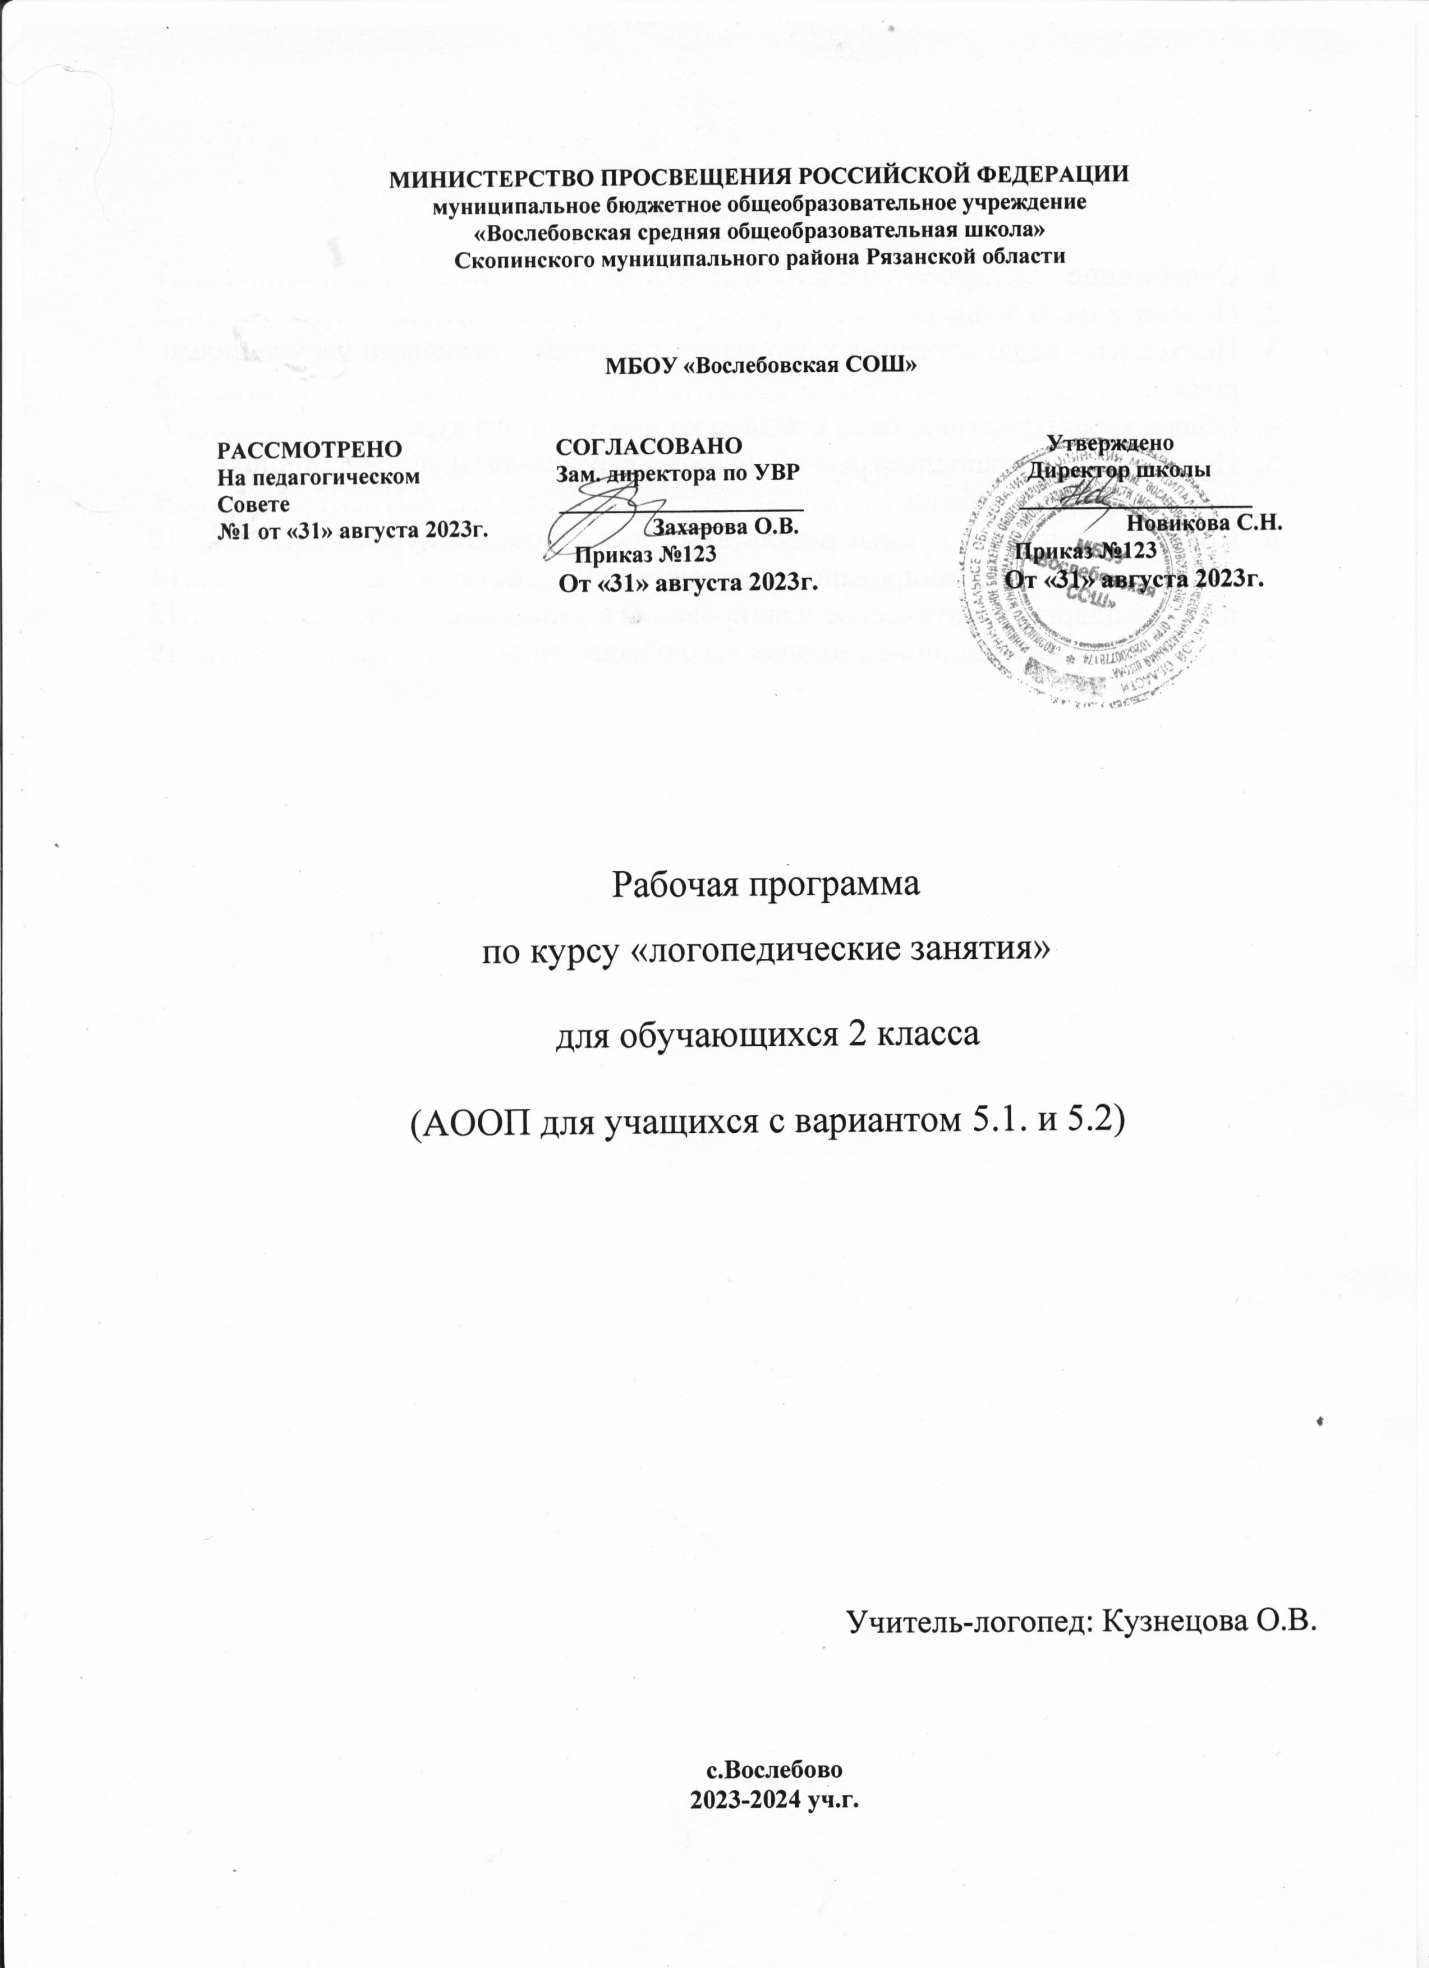 МИНИСТЕРСТВО ПРОСВЕЩЕНИЯ РОССИЙСКОЙ ФЕДЕРАЦИИ
муниципальное бюджетное общеобразовательное учреждение
«Вослебовская средняя общеобразовательная школа»
Скопинского муниципального района Рязанской области
МБОУ «Вослебовская СОШ»
РАССМОТРЕНО
На педагогическом
Совете
№1 от «31» августа 2023г.
СОГЛАСОВАНО
Зам. директора по УВР
Захарова О.В.
Приказ №123
От «31» августа 2023г.
Утверждено
Директор школы
Новикова С.Н.
Приказ №123
От «31» августа 2023г.
МБОУ
«Вослебовская
СОШ»
Рабочая программа
по курсу «логопедические занятия»
для обучающихся 2 класса
(АООП для учащихся с вариантом 5.1. и 5.2)
Учитель-логопед: Кузнецова О.В.
с.Вослебово
2023-2024 уч.г.